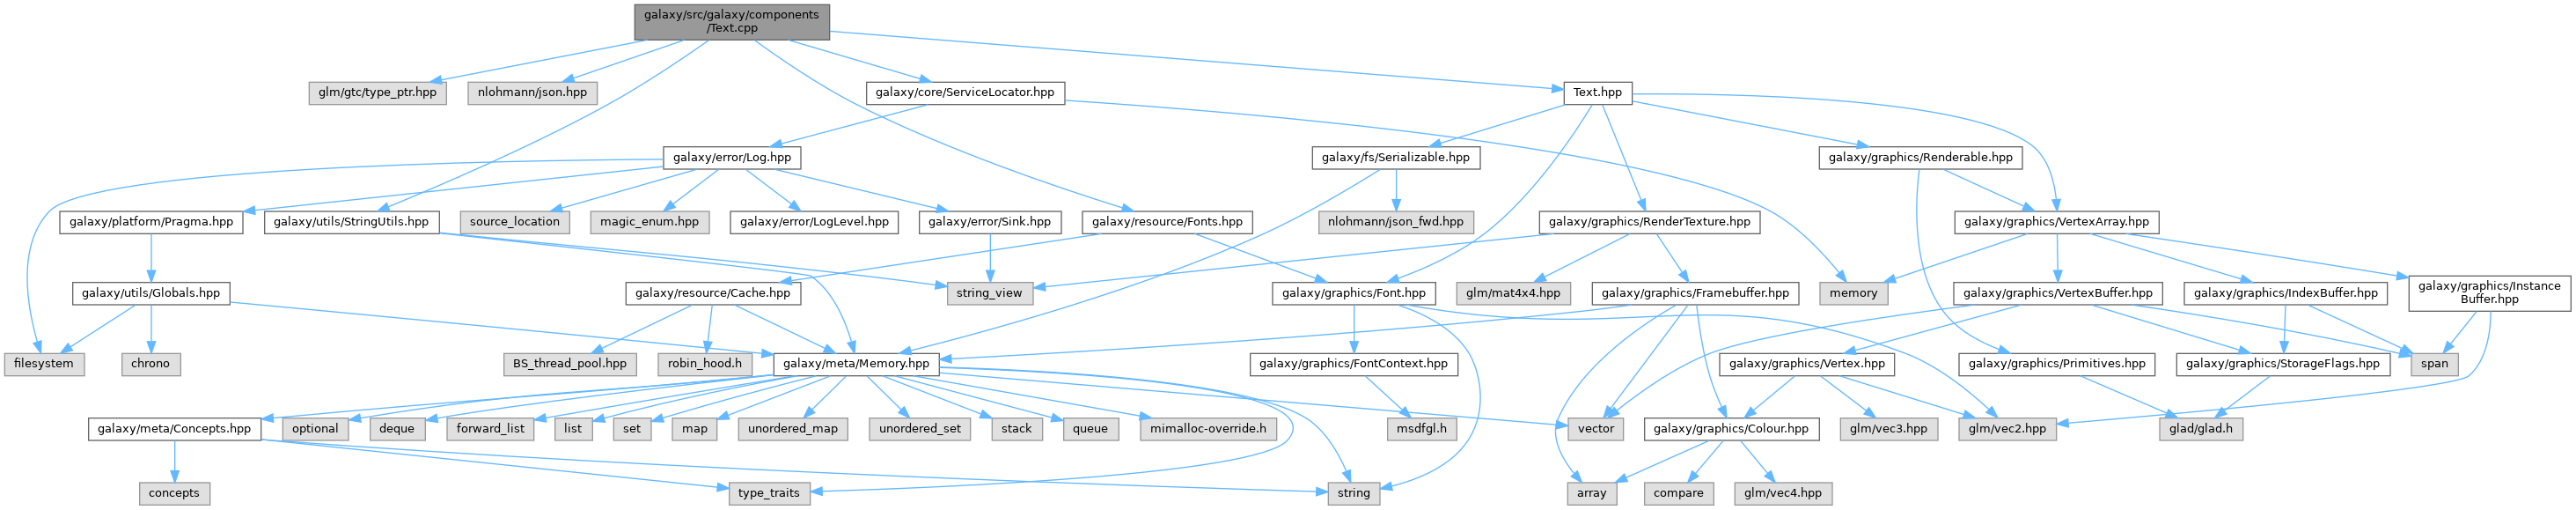 galaxy/src/galaxy/components
/Text.cpp
glm/gtc/type_ptr.hpp
nlohmann/json.hpp
galaxy/core/ServiceLocator.hpp
Text.hpp
galaxy/error/Log.hpp
galaxy/fs/Serializable.hpp
galaxy/graphics/Renderable.hpp
galaxy/platform/Pragma.hpp
galaxy/utils/StringUtils.hpp
source_location
magic_enum.hpp
galaxy/error/LogLevel.hpp
galaxy/error/Sink.hpp
galaxy/resource/Fonts.hpp
nlohmann/json_fwd.hpp
galaxy/graphics/RenderTexture.hpp
galaxy/graphics/VertexArray.hpp
galaxy/utils/Globals.hpp
galaxy/resource/Cache.hpp
string_view
galaxy/graphics/Font.hpp
glm/mat4x4.hpp
galaxy/graphics/Framebuffer.hpp
memory
galaxy/graphics/VertexBuffer.hpp
galaxy/graphics/IndexBuffer.hpp
galaxy/graphics/Instance
Buffer.hpp
filesystem
chrono
BS_thread_pool.hpp
robin_hood.h
galaxy/meta/Memory.hpp
galaxy/graphics/FontContext.hpp
galaxy/graphics/Vertex.hpp
galaxy/graphics/Primitives.hpp
galaxy/graphics/StorageFlags.hpp
span
galaxy/meta/Concepts.hpp
optional
deque
forward_list
list
set
map
unordered_map
unordered_set
stack
queue
mimalloc-override.h
msdfgl.h
vector
galaxy/graphics/Colour.hpp
glm/vec3.hpp
glm/vec2.hpp
glad/glad.h
concepts
type_traits
string
array
compare
glm/vec4.hpp